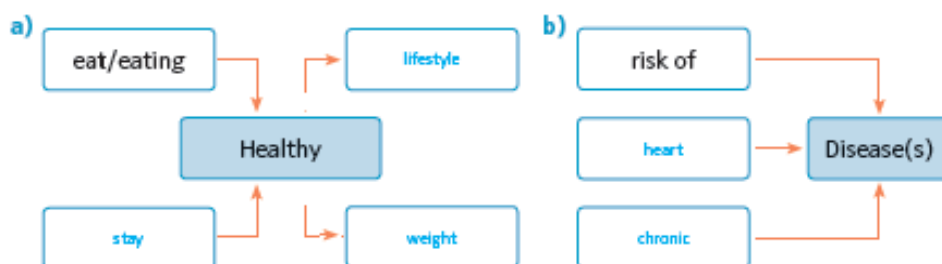 a)
eat/eating
lifestyle
Healthy
stay
weight
b)
risk of
heart
Disease(s)
chronic